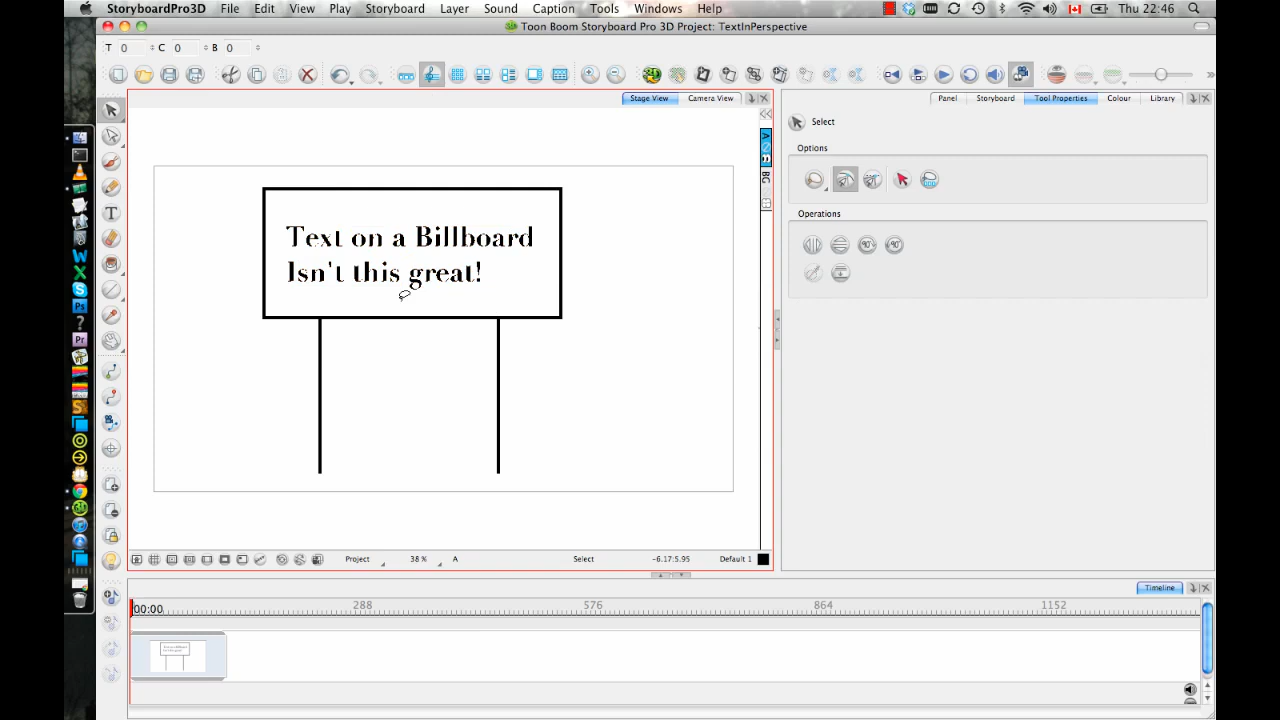 StoryboardPro3D File Edit View Play Storyboard Layer Sound Caption Tools Windows Help Thu 22:46
Toon Boom Storyboard Pro 3D Project: TextInPerspective
T 0 C 0 B 0
Stage View Camera View
Panel Storyboard Tool Properties Colour Library
Select
Options
Operations
A
BG
Text on a Billboard
Isn't this great!
Project 38 % A Select -6.17:5.95 Default 1
Timeline
00:00 288 576 864 1152